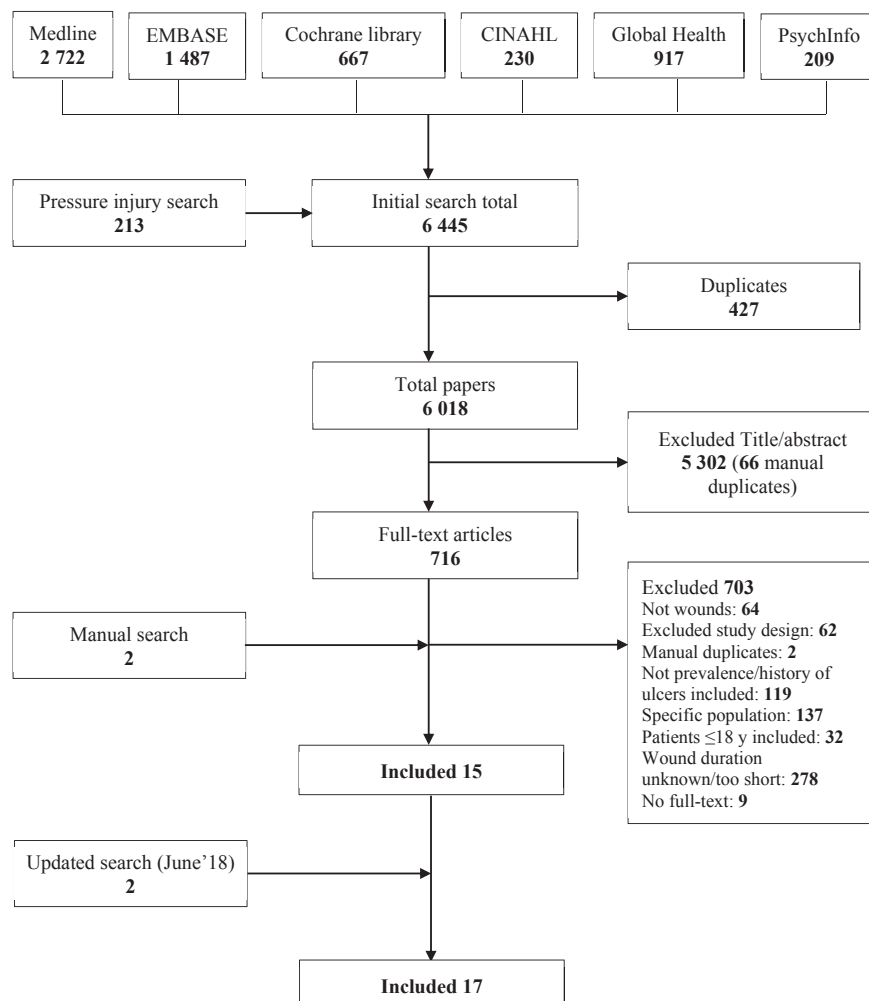 Medline
2 722
EMBASE
1 487
Cochrane library
667
CINAHL
230
Global Health
917
PsychInfo
209
Pressure injury search
213
Initial search total
6 445
Duplicates
427
Total papers
6 018
Excluded Title/abstract
5 302 (66 manual
duplicates)
Full-text articles
716
Excluded 703
Not wounds: 64
Excluded study design: 62
Manual duplicates: 2
Not prevalence/history of
ulcers included: 119
Specific population: 137
Patients ≤18 y included: 32
Wound duration
unknown/too short: 278
No full-text: 9
Manual search
2
Included 15
Updated search (June’18)
2
Included 17